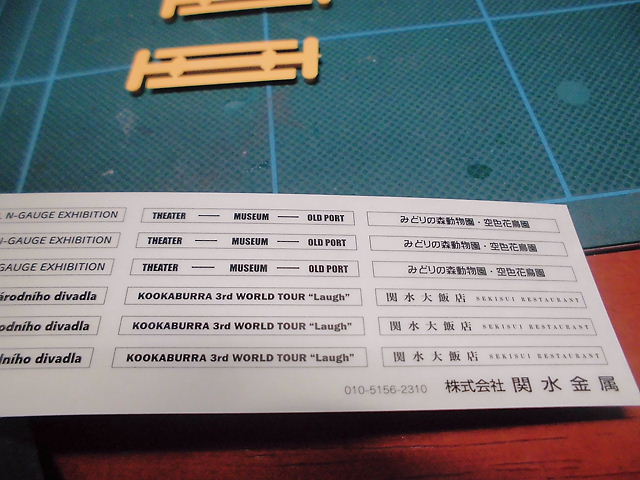 N-GAUGE EXHIBITION THEATER — MUSEUM — OLD PORT みどりの森動物園・空色花鳥園
N-GAUGE EXHIBITION THEATER — MUSEUM — OLD PORT みどりの森動物園・空色花鳥園
GAUGE EXHIBITION THEATER — MUSEUM — OLD PORT みどりの森動物園・空色花鳥園
árodního divadla KOOKABURRA 3rd WORLD TOUR “Laugh” 関水大飯店 SEKISUI RESTAURANT
odního divadla KOOKABURRA 3rd WORLD TOUR “Laugh” 関水大飯店 SEKISUI RESTAURANT
dního divadla KOOKABURRA 3rd WORLD TOUR “Laugh” 関水大飯店 SEKISUI RESTAURANT
010-5156-2310 株式会社 関水金属